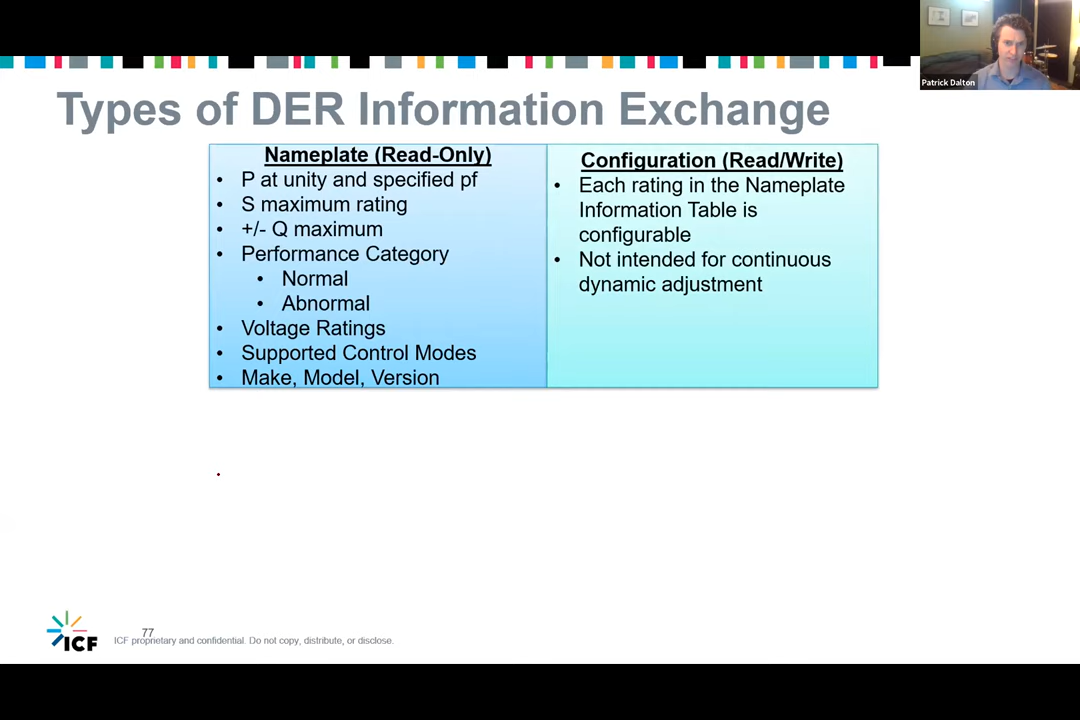 Patrick Dalton
Types of DER Information Exchange
Nameplate (Read-Only)
• P at unity and specified pf
• S maximum rating
• +/- Q maximum
• Performance Category
• Normal
• Abnormal
• Voltage Ratings
• Supported Control Modes
• Make, Model, Version
Configuration (Read/Write)
• Each rating in the Nameplate
Information Table is
configurable
• Not intended for continuous
dynamic adjustment
ICF
77
ICF proprietary and confidential. Do not copy, distribute, or disclose.